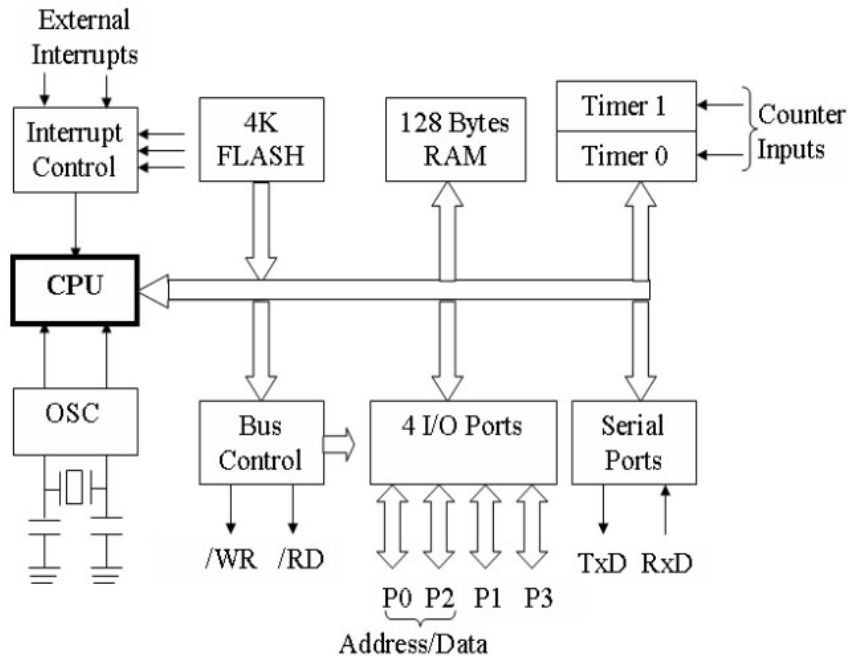 External
Interrupts
Interrupt
Control
4K
FLASH
128 Bytes
RAM
Timer 1
Timer 0
Counter
Inputs
CPU
OSC
Bus
Control
4 I/O Ports
Serial
Ports
/WR /RD
P0 P2 P1 P3
Address/Data
TxD RxD